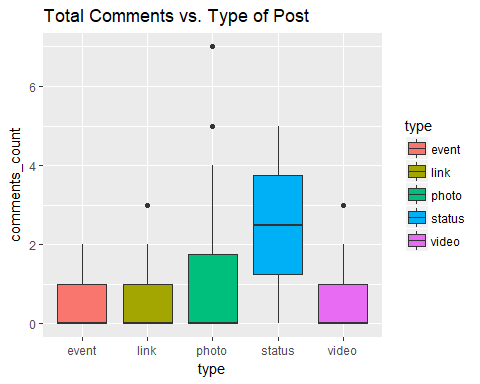 Total Comments vs. Type of Post
comments_count
6
4
2
0
event link photo status video
type
type
event
link
photo
status
video